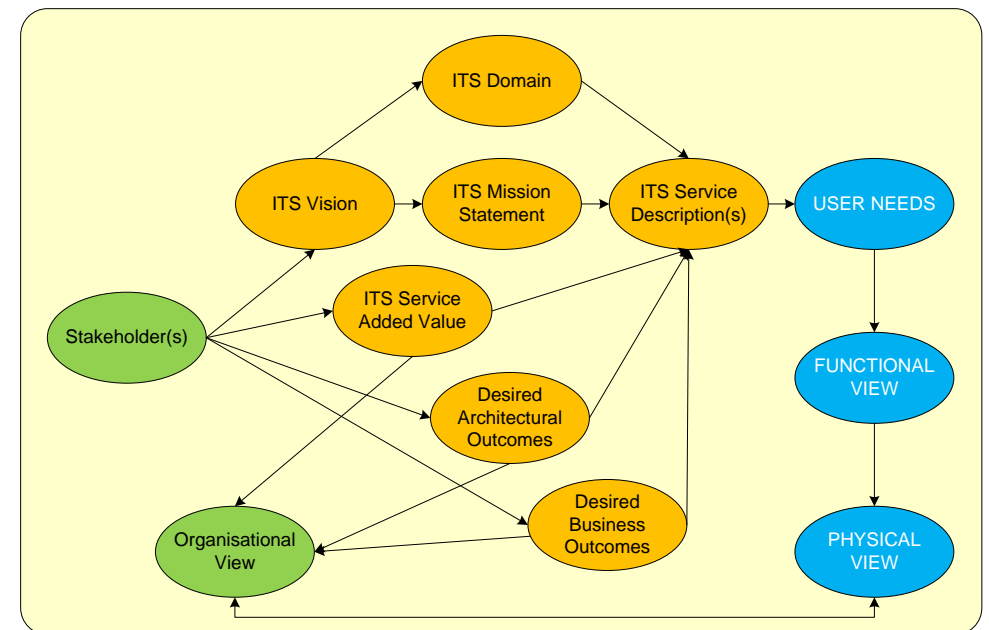 ITS Domain
ITS Vision
ITS Mission
Statement
ITS Service
Description(s)
USER NEEDS
ITS Service
Added Value
Stakeholder(s)
FUNCTIONAL
VIEW
Desired
Architectural
Outcomes
Desired
Business
Outcomes
Organisational
View
PHYSICAL
VIEW